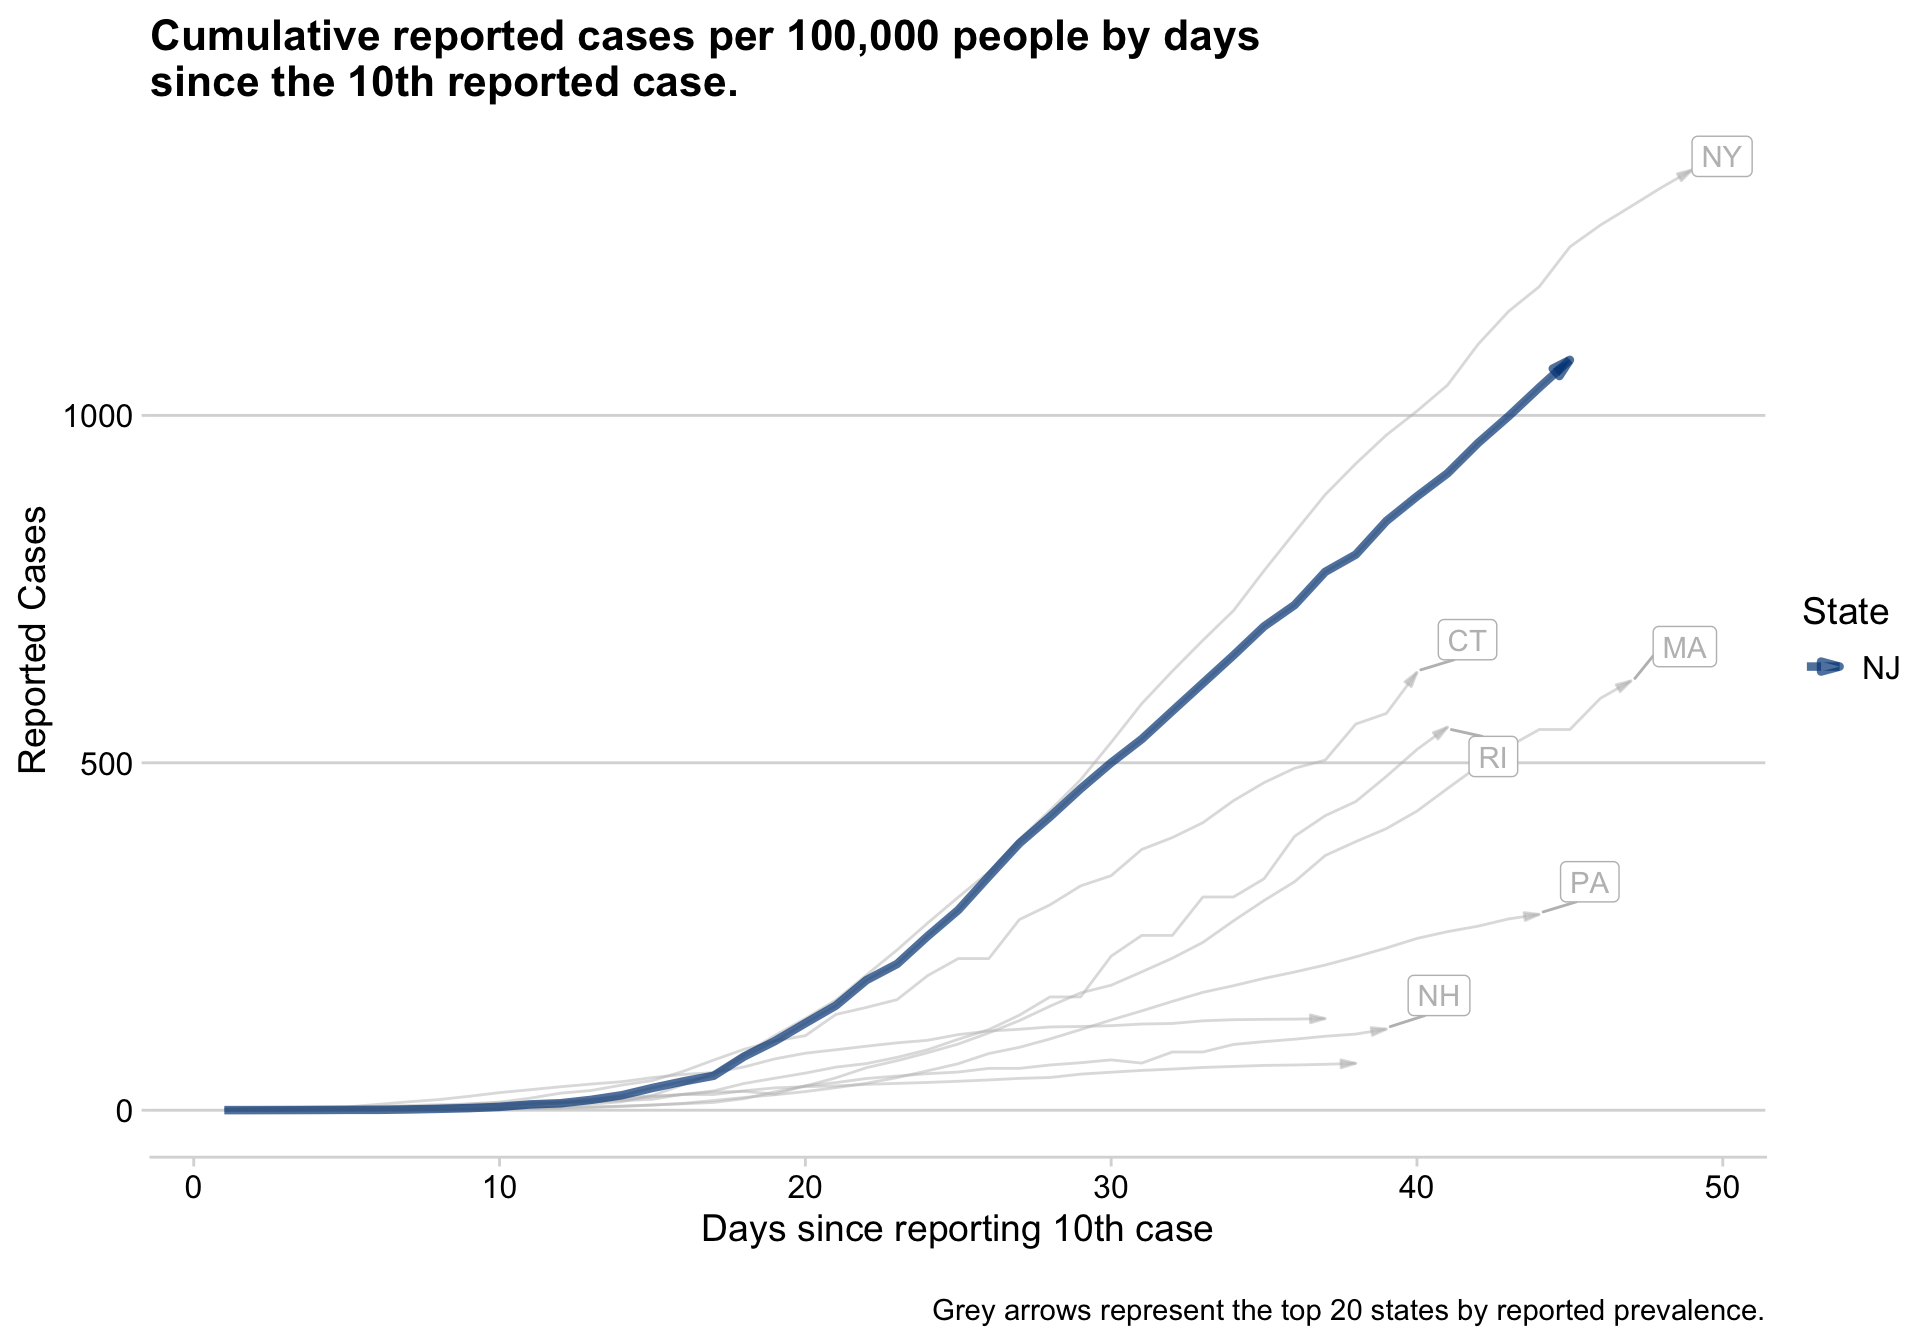 Cumulative reported cases per 100,000 people by days
since the 10th reported case.
NY
1000
Reported Cases
CT
MA
State
NJ
500
RI
PA
NH
0
0 10 20 30 40 50
Days since reporting 10th case
Grey arrows represent the top 20 states by reported prevalence.